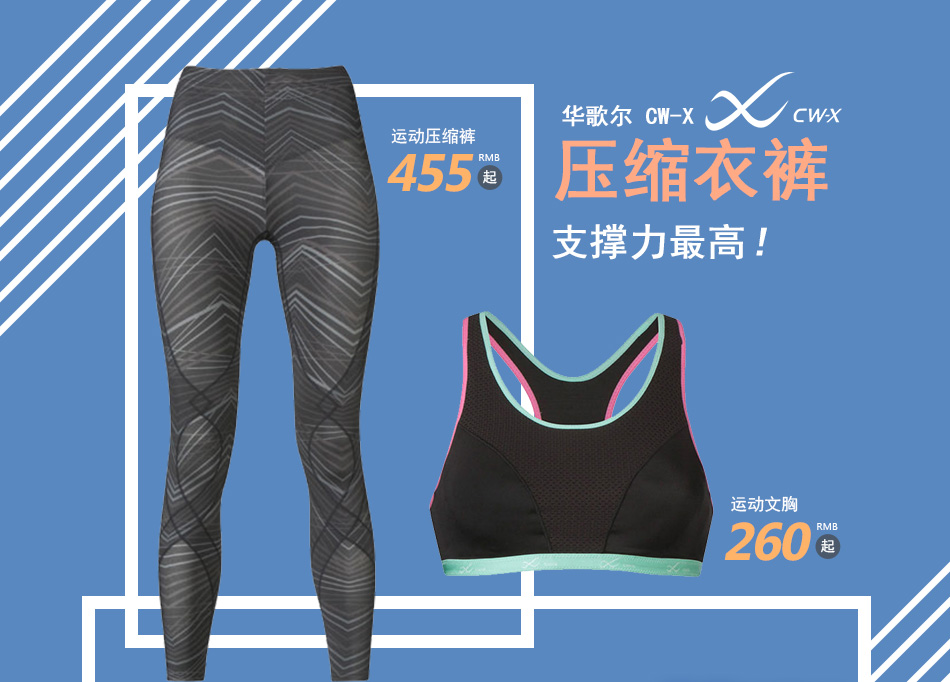 华歌尔 CW-X
CW-X
压缩衣裤
支撑力最高！
运动压缩裤
455 RMB 起
运动文胸
260 RMB 起